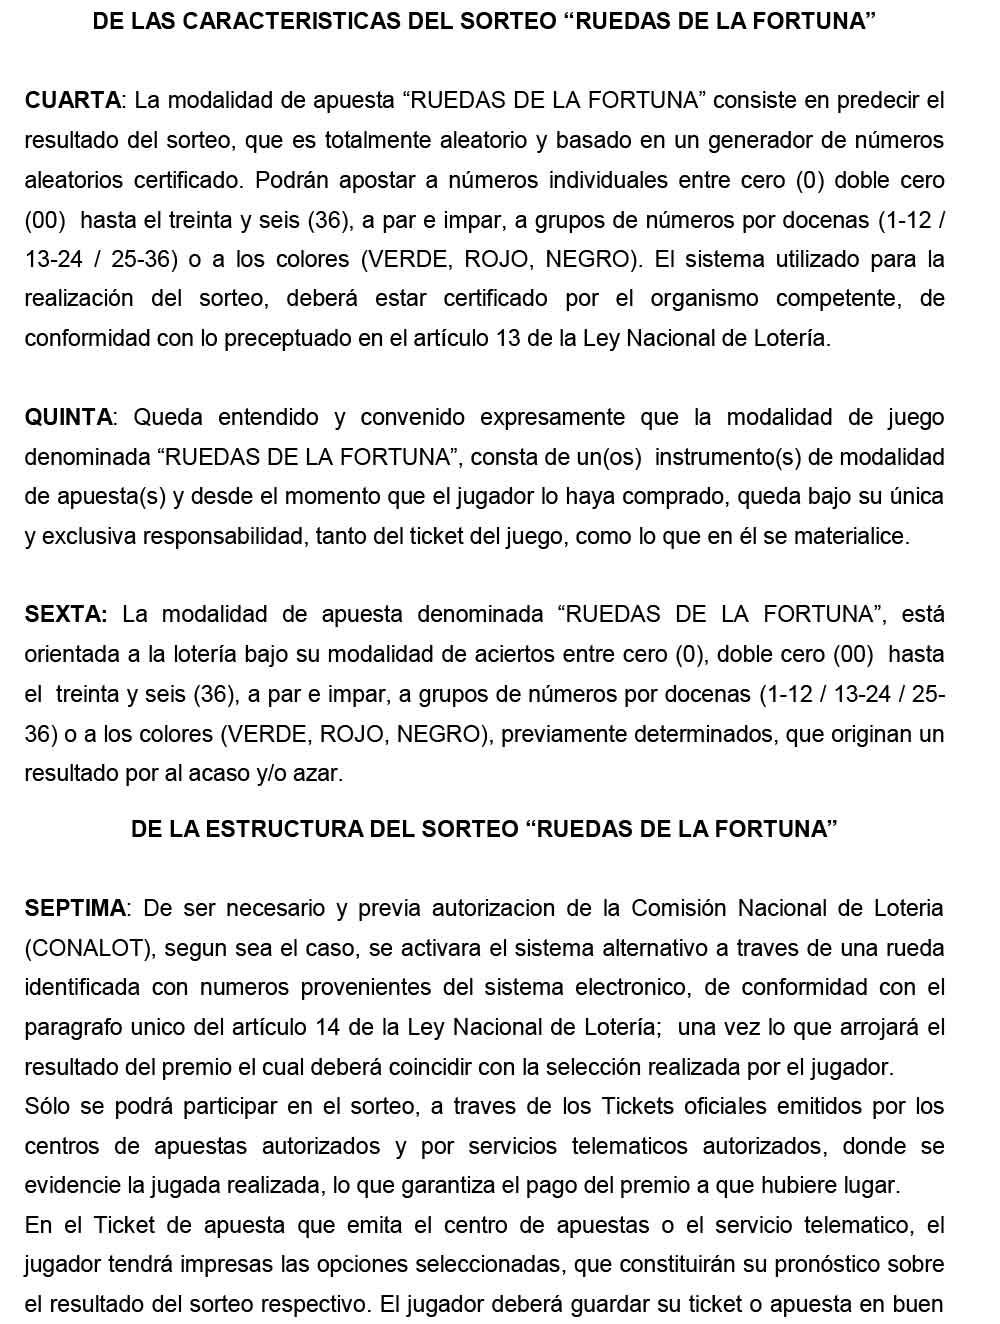 DE LAS CARACTERISTICAS DEL SORTEO “RUEDAS DE LA FORTUNA”
CUARTA: La modalidad de apuesta “RUEDAS DE LA FORTUNA” consiste en predecir el
resultado del sorteo, que es totalmente aleatorio y basado en un generador de números
aleatorios certificado. Podrán apostar a números individuales entre cero (0) doble cero
(00)  hasta el treinta y seis (36), a par e impar, a grupos de números por docenas (1-12 /
13-24 / 25-36) o a los colores (VERDE, ROJO, NEGRO). El sistema utilizado para la
realización del sorteo, deberá estar certificado por el organismo competente, de
conformidad con lo preceptuado en el artículo 13 de la Ley Nacional de Lotería.
QUINTA: Queda entendido y convenido expresamente que la modalidad de juego
denominada “RUEDAS DE LA FORTUNA”, consta de un(os)  instrumento(s) de modalidad
de apuesta(s) y desde el momento que el jugador lo haya comprado, queda bajo su única
y exclusiva responsabilidad, tanto del ticket del juego, como lo que en él se materialice.
SEXTA: La modalidad de apuesta denominada “RUEDAS DE LA FORTUNA”, está
orientada a la lotería bajo su modalidad de aciertos entre cero (0), doble cero (00)  hasta
el  treinta y seis (36), a par e impar, a grupos de números por docenas (1-12 / 13-24 / 25-
36) o a los colores (VERDE, ROJO, NEGRO), previamente determinados, que originan un
resultado por al acaso y/o azar.
DE LA ESTRUCTURA DEL SORTEO “RUEDAS DE LA FORTUNA”
SEPTIMA: De ser necesario y previa autorizacion de la Comisión Nacional de Loteria
(CONALOT), segun sea el caso, se activara el sistema alternativo a traves de una rueda
identificada con numeros provenientes del sistema electronico, de conformidad con el
paragrafo unico del artículo 14 de la Ley Nacional de Lotería;  una vez lo que arrojará el
resultado del premio el cual deberá coincidir con la selección realizada por el jugador.
Sólo se podrá participar en el sorteo, a traves de los Tickets oficiales emitidos por los
centros de apuestas autorizados y por servicios telematicos autorizados, donde se
evidencie la jugada realizada, lo que garantiza el pago del premio a que hubiere lugar.
En el Ticket de apuesta que emita el centro de apuestas o el servicio telematico, el
jugador tendrá impresas las opciones seleccionadas, que constituirán su pronóstico sobre
el resultado del sorteo respectivo. El jugador deberá guardar su ticket o apuesta en buen